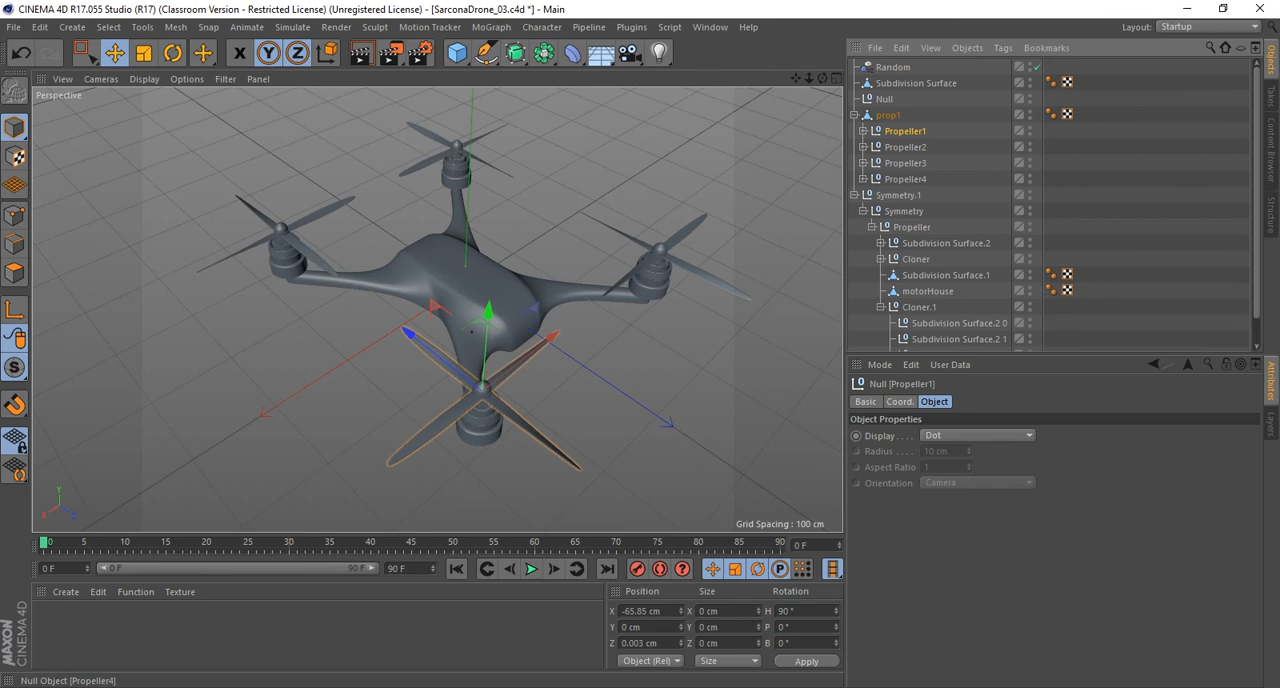 CINEMA 4D R17.055 Studio (R17) (Classroom Version - Restricted License) (Unregistered License) - [SarconaDrone_03.c4d *] - Main
File Edit Create Select Tools Mesh Snap Animate Simulate Render Sculpt Motion Tracker MoGraph Character Pipeline Plugins Script Window Help
Layout: Startup
X Y Z
File Edit View Objects Tags Bookmarks
View Cameras Display Options Filter Panel
Perspective
Random
Subdivision Surface
Null
prop1
Propeller1
Propeller2
Propeller3
Propeller4
Symmetry.1
Symmetry
Propeller
Subdivision Surface.2
Cloner
Subdivision Surface.1
motorHouse
Cloner.1
Subdivision Surface.2 0
Subdivision Surface.2 1
Objects
Takes
Content Browser
Structure
Mode Edit User Data
Null [Propeller1]
Basic Coord. Object
Object Properties
Display . . . . Dot
Radius . . . . 10 cm
Aspect Ratio 1
Orientation Camera
Attributes
Layers
S
Y
X Z
Grid Spacing : 100 cm
0 5 10 15 20 25 30 35 40 45 50 55 60 65 70 75 80 85 90 0 F
0 F 0 F 90 F 90 F
P
Create Edit Function Texture
Position Size Rotation
X -65.85 cm X 0 cm H 90 °
Y 0 cm Y 0 cm P 0 °
Z 0.003 cm Z 0 cm B 0 °
Object (Rel) Size Apply
MAXON
CINEMA 4D
Null Object [Propeller4]